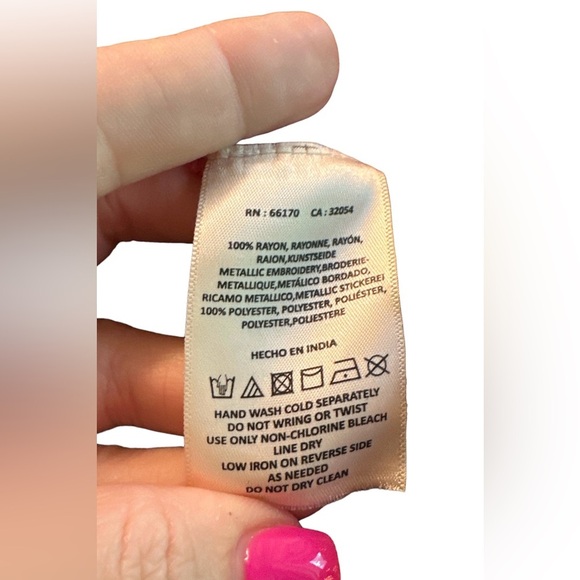 RN : 66170 CA : 32054
100% RAYON, RAYONNE, RAYÓN,
RAION,KUNSTSEIDE
METALLIC EMBROIDERY,BRODERIE-
METALLIQUE,METÁLICO BORDADO,
RICAMO METALLICO,METALLIC STICKEREI
100% POLYESTER, POLYESTER, POLIÉSTER,
POLYESTER,POLIESTERE
HECHO EN INDIA
HAND WASH COLD SEPARATELY
DO NOT WRING OR TWIST
USE ONLY NON-CHLORINE BLEACH
LINE DRY
LOW IRON ON REVERSE SIDE
AS NEEDED
DO NOT DRY CLEAN